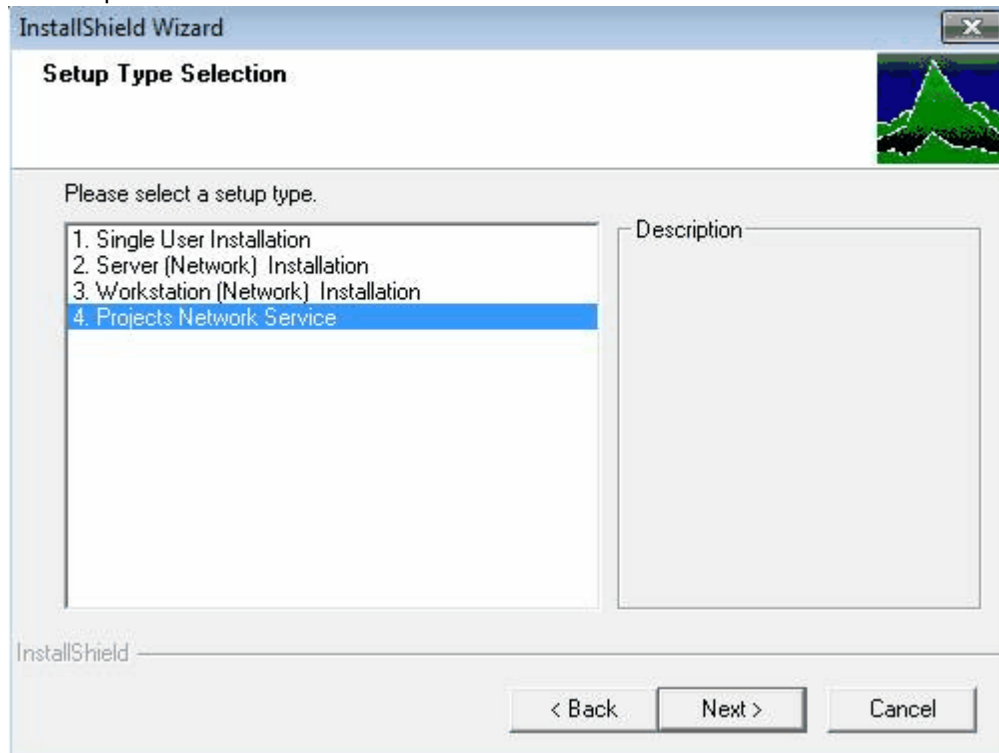 InstallShield Wizard
Setup Type Selection
Please select a setup type.
1. Single User Installation
2. Server (Network) Installation
3. Workstation (Network) Installation
4. Projects Network Service
Description
InstallShield
< Back
Next >
Cancel